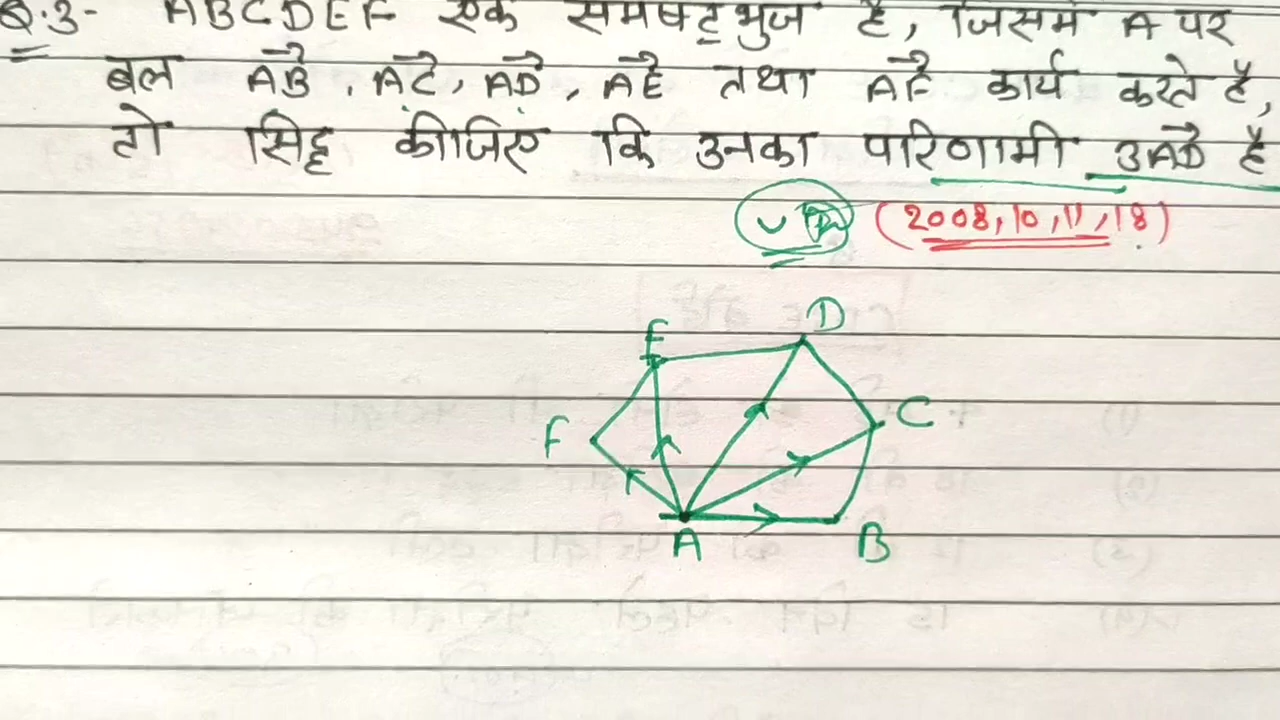 Q.3- ABCDEF एक समषट्भुज है, जिसमें A पर
बल AB, AC, AD, AE तथा AF कार्य करते है,
तो सिद्द कीजिए कि उनका परिणामी 3AD है
(2008,10,11,18)
E D
F C
A B